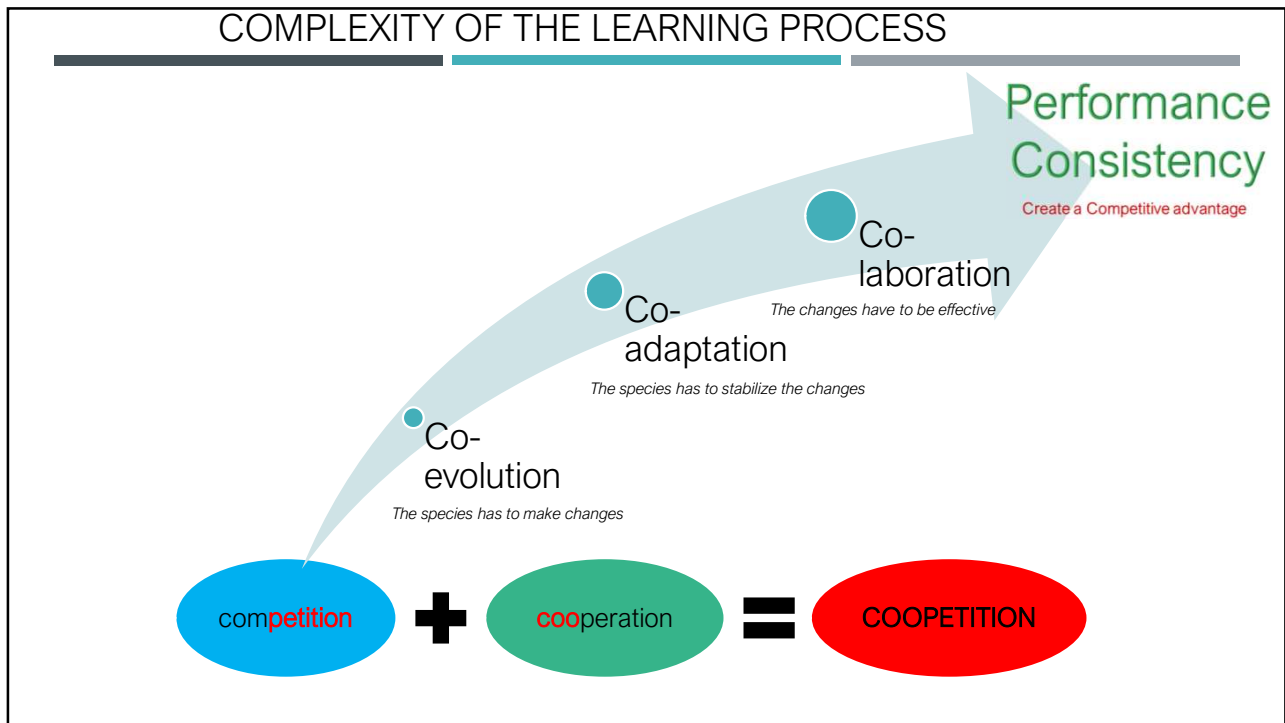 COMPLEXITY OF THE LEARNING PROCESS
Performance
Consistency
Create a Competitive advantage
Co-
laboration
The changes have to be effective
Co-
adaptation
The species has to stabilize the changes
Co-
evolution
The species has to make changes
competition
cooperation
COOPETITION